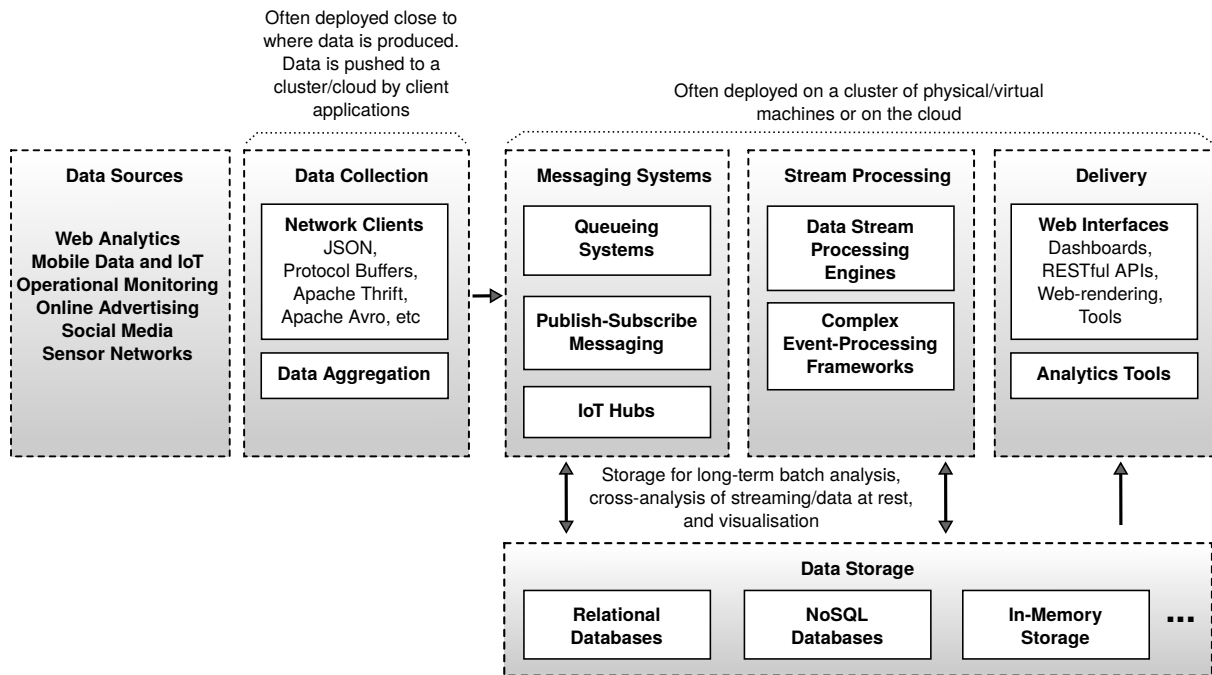 Often deployed close to
where data is produced.
Data is pushed to a
cluster/cloud by client
applications
Often deployed on a cluster of physical/virtual
machines or on the cloud
Data Sources
Web Analytics
Mobile Data and IoT
Operational Monitoring
Online Advertising
Social Media
Sensor Networks
Data Collection
Network Clients
JSON,
Protocol Buffers,
Apache Thrift,
Apache Avro, etc
Data Aggregation
Messaging Systems
Queueing
Systems
Publish-Subscribe
Messaging
IoT Hubs
Stream Processing
Data Stream
Processing
Engines
Complex
Event-Processing
Frameworks
Delivery
Web Interfaces
Dashboards,
RESTful APIs,
Web-rendering,
Tools
Analytics Tools
Storage for long-term batch analysis,
cross-analysis of streaming/data at rest,
and visualisation
Data Storage
Relational
Databases
NoSQL
Databases
In-Memory
Storage
...